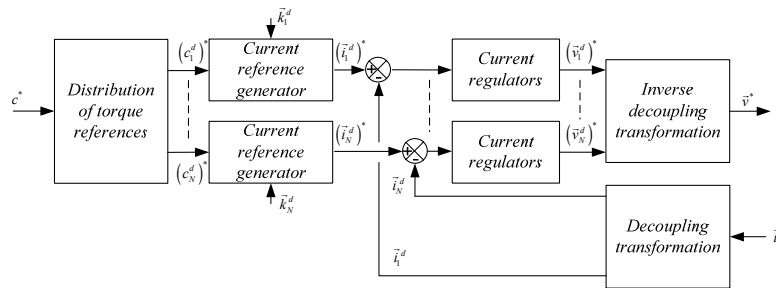 c*
Distribution
of torque
references
(c₁ᵈ)*
(c_Nᵈ)*
k⃗₁ᵈ
Current
reference
generator
Current
reference
generator
k⃗_Nᵈ
(i⃗₁ᵈ)*
(i⃗_Nᵈ)*
+
-
+
-
Current
regulators
Current
regulators
(v⃗₁ᵈ)*
(v⃗_Nᵈ)*
Inverse
decoupling
transformation
v⃗*
i⃗_Nᵈ
i⃗₁ᵈ
Decoupling
transformation
i⃗